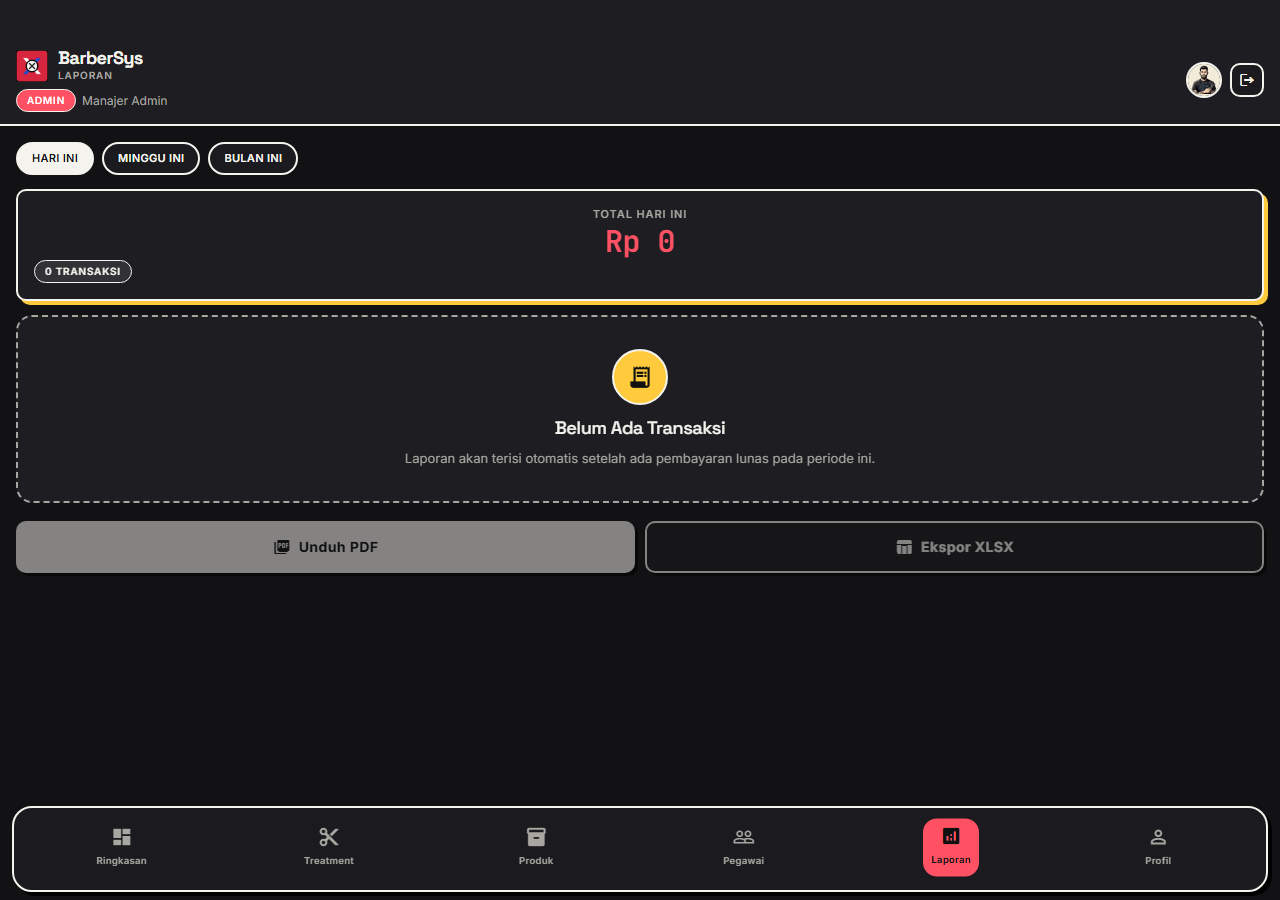 BarberSys
LAPORAN
ADMIN Manajer Admin
HARI INI MINGGU INI BULAN INI
TOTAL HARI INI
Rp 0
0 TRANSAKSI
Belum Ada Transaksi
Laporan akan terisi otomatis setelah ada pembayaran lunas pada periode ini.
PDF Unduh PDF Ekspor XLSX
Ringkasan Treatment Produk Pegawai Laporan Profil